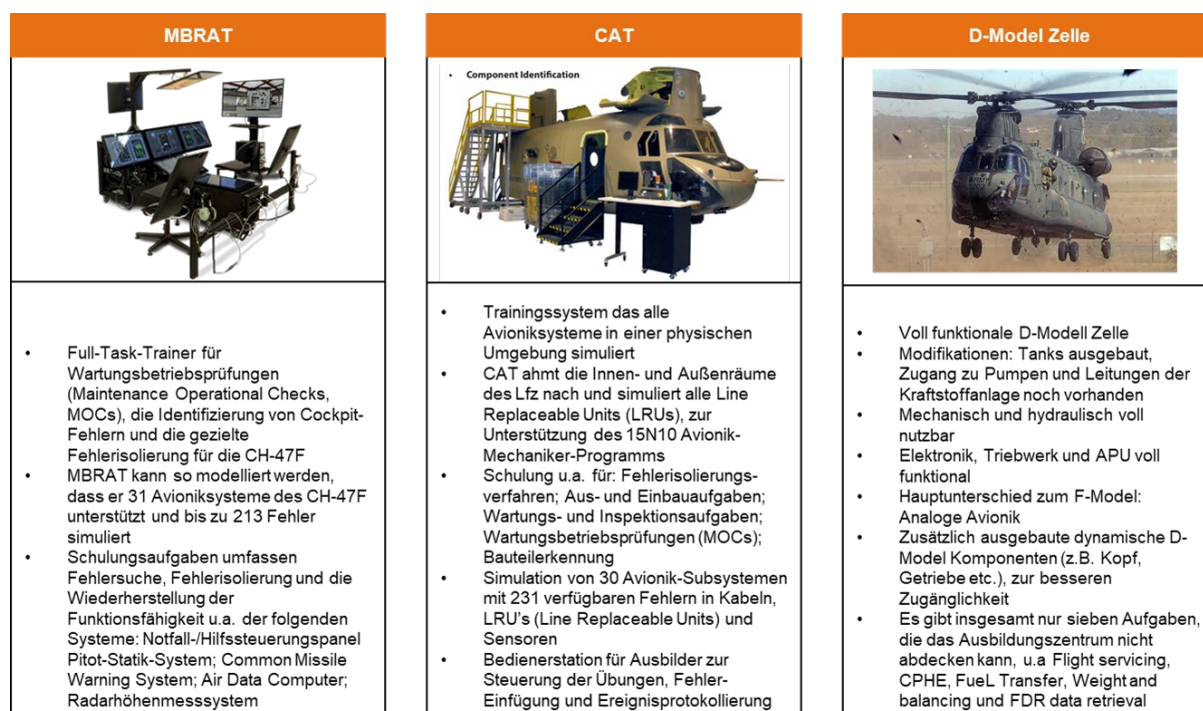 MBRAT
Full-Task-Trainer für
Wartungsbetriebsprüfungen
(Maintenance Operational Checks,
MOCs), die Identifizierung von Cockpit-
Fehlern und die gezielte
Fehlerisolierung für die CH-47F
MBRAT kann so modelliert werden,
dass er 31 Avioniksysteme des CH-47F
unterstützt und bis zu 213 Fehler
simuliert
Schulungsaufgaben umfassen
Fehlersuche, Fehlerisolierung und die
Wiederherstellung der
Funktionsfähigkeit u.a. der folgenden
Systeme: Notfall-/Hilfssteuerungspanel
Pitot-Statik-System; Common Missile
Warning System; Air Data Computer;
Radarhöhenmesssystem
CAT
• Component Identification
Trainingssystem das alle
Avioniksysteme in einer physischen
Umgebung simuliert
CAT ahmt die Innen- und Außenräume
des Lfz nach und simuliert alle Line
Replaceable Units (LRUs), zur
Unterstützung des 15N10 Avionik-
Mechaniker-Programms
Schulung u.a. für: Fehlerisolierungs-
verfahren; Aus- und Einbauaufgaben;
Wartungs- und Inspektionsaufgaben;
Wartungsbetriebsprüfungen (MOCs);
Bauteilerkennung
Simulation von 30 Avionik-Subsystemen
mit 231 verfügbaren Fehlern in Kabeln,
LRU's (Line Replaceable Units) und
Sensoren
Bedienerstation für Ausbilder zur
Steuerung der Übungen, Fehler-
Einfügung und Ereignisprotokollierung
D-Model Zelle
Voll funktionale D-Modell Zelle
Modifikationen: Tanks ausgebaut,
Zugang zu Pumpen und Leitungen der
Kraftstoffanlage noch vorhanden
Mechanisch und hydraulisch voll
nutzbar
Elektronik, Triebwerk und APU voll
funktional
Hauptunterschied zum F-Model:
Analoge Avionik
Zusätzlich ausgebaute dynamische D-
Model Komponenten (z.B. Kopf,
Getriebe etc.), zur besseren
Zugänglichkeit
Es gibt insgesamt nur sieben Aufgaben,
die das Ausbildungszentrum nicht
abdecken kann, u.a Flight servicing,
CPHE, FueL Transfer, Weight and
balancing und FDR data retrieval